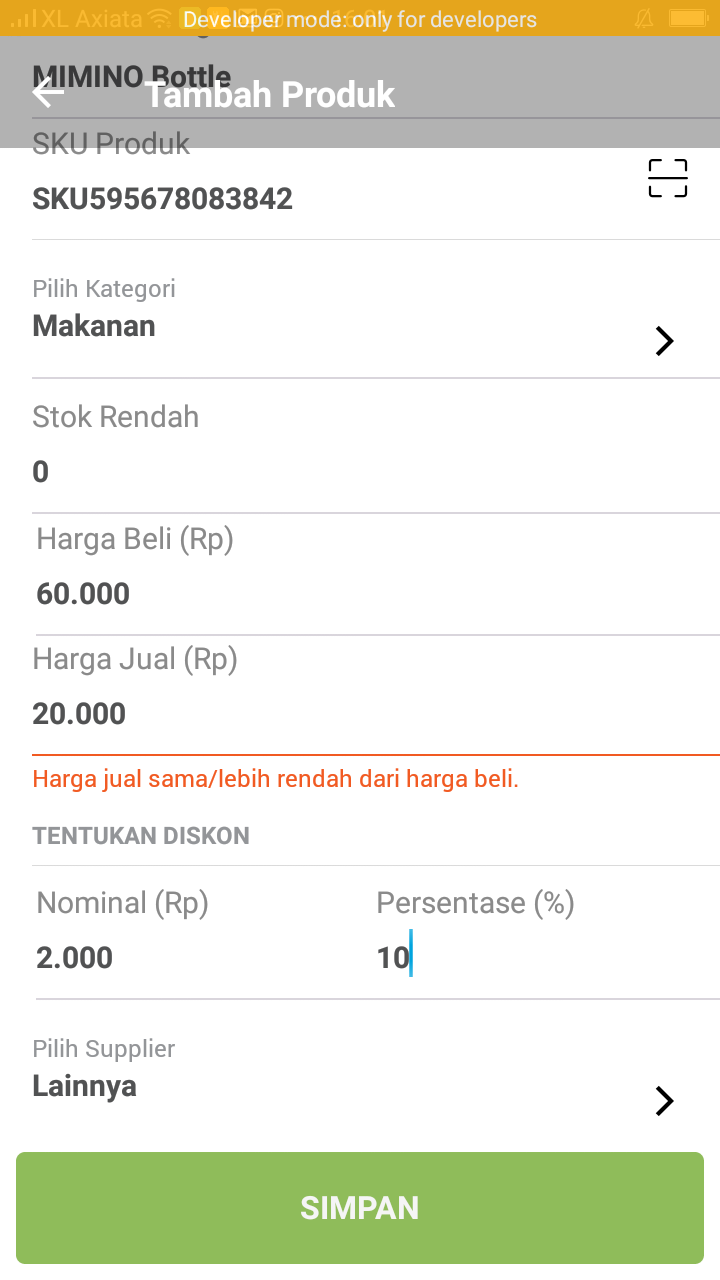 XL Axiata
Developer mode: only for developers
MIMINO Bottle
Tambah Produk
SKU Produk
SKU595678083842
Pilih Kategori
Makanan
Stok Rendah
0
Harga Beli (Rp)
60.000
Harga Jual (Rp)
20.000
Harga jual sama/lebih rendah dari harga beli.
TENTUKAN DISKON
Nominal (Rp) Persentase (%)
2.000 10
Pilih Supplier
Lainnya
SIMPAN